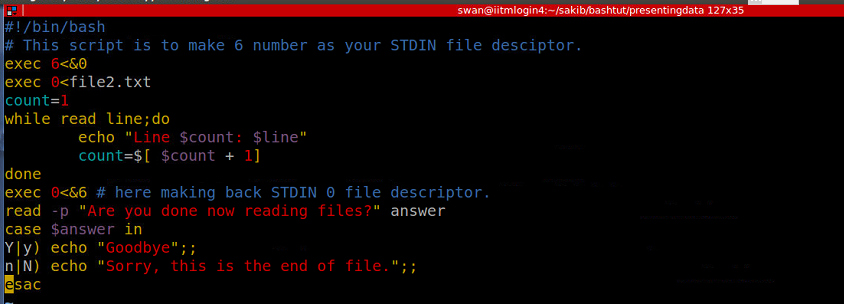 swan@iitmlogin4:~/sakib/bashtut/presentingdata 127x35
#!/bin/bash
# This script is to make 6 number as your STDIN file desciptor.
exec 6<&0
exec 0<file2.txt
count=1
while read line;do
        echo "Line $count: $line"
        count=$[ $count + 1]
done
exec 0<&6 # here making back STDIN 0 file descriptor.
read -p "Are you done now reading files?" answer
case $answer in
Y|y) echo "Goodbye";;
n|N) echo "Sorry, this is the end of file.";;
esac